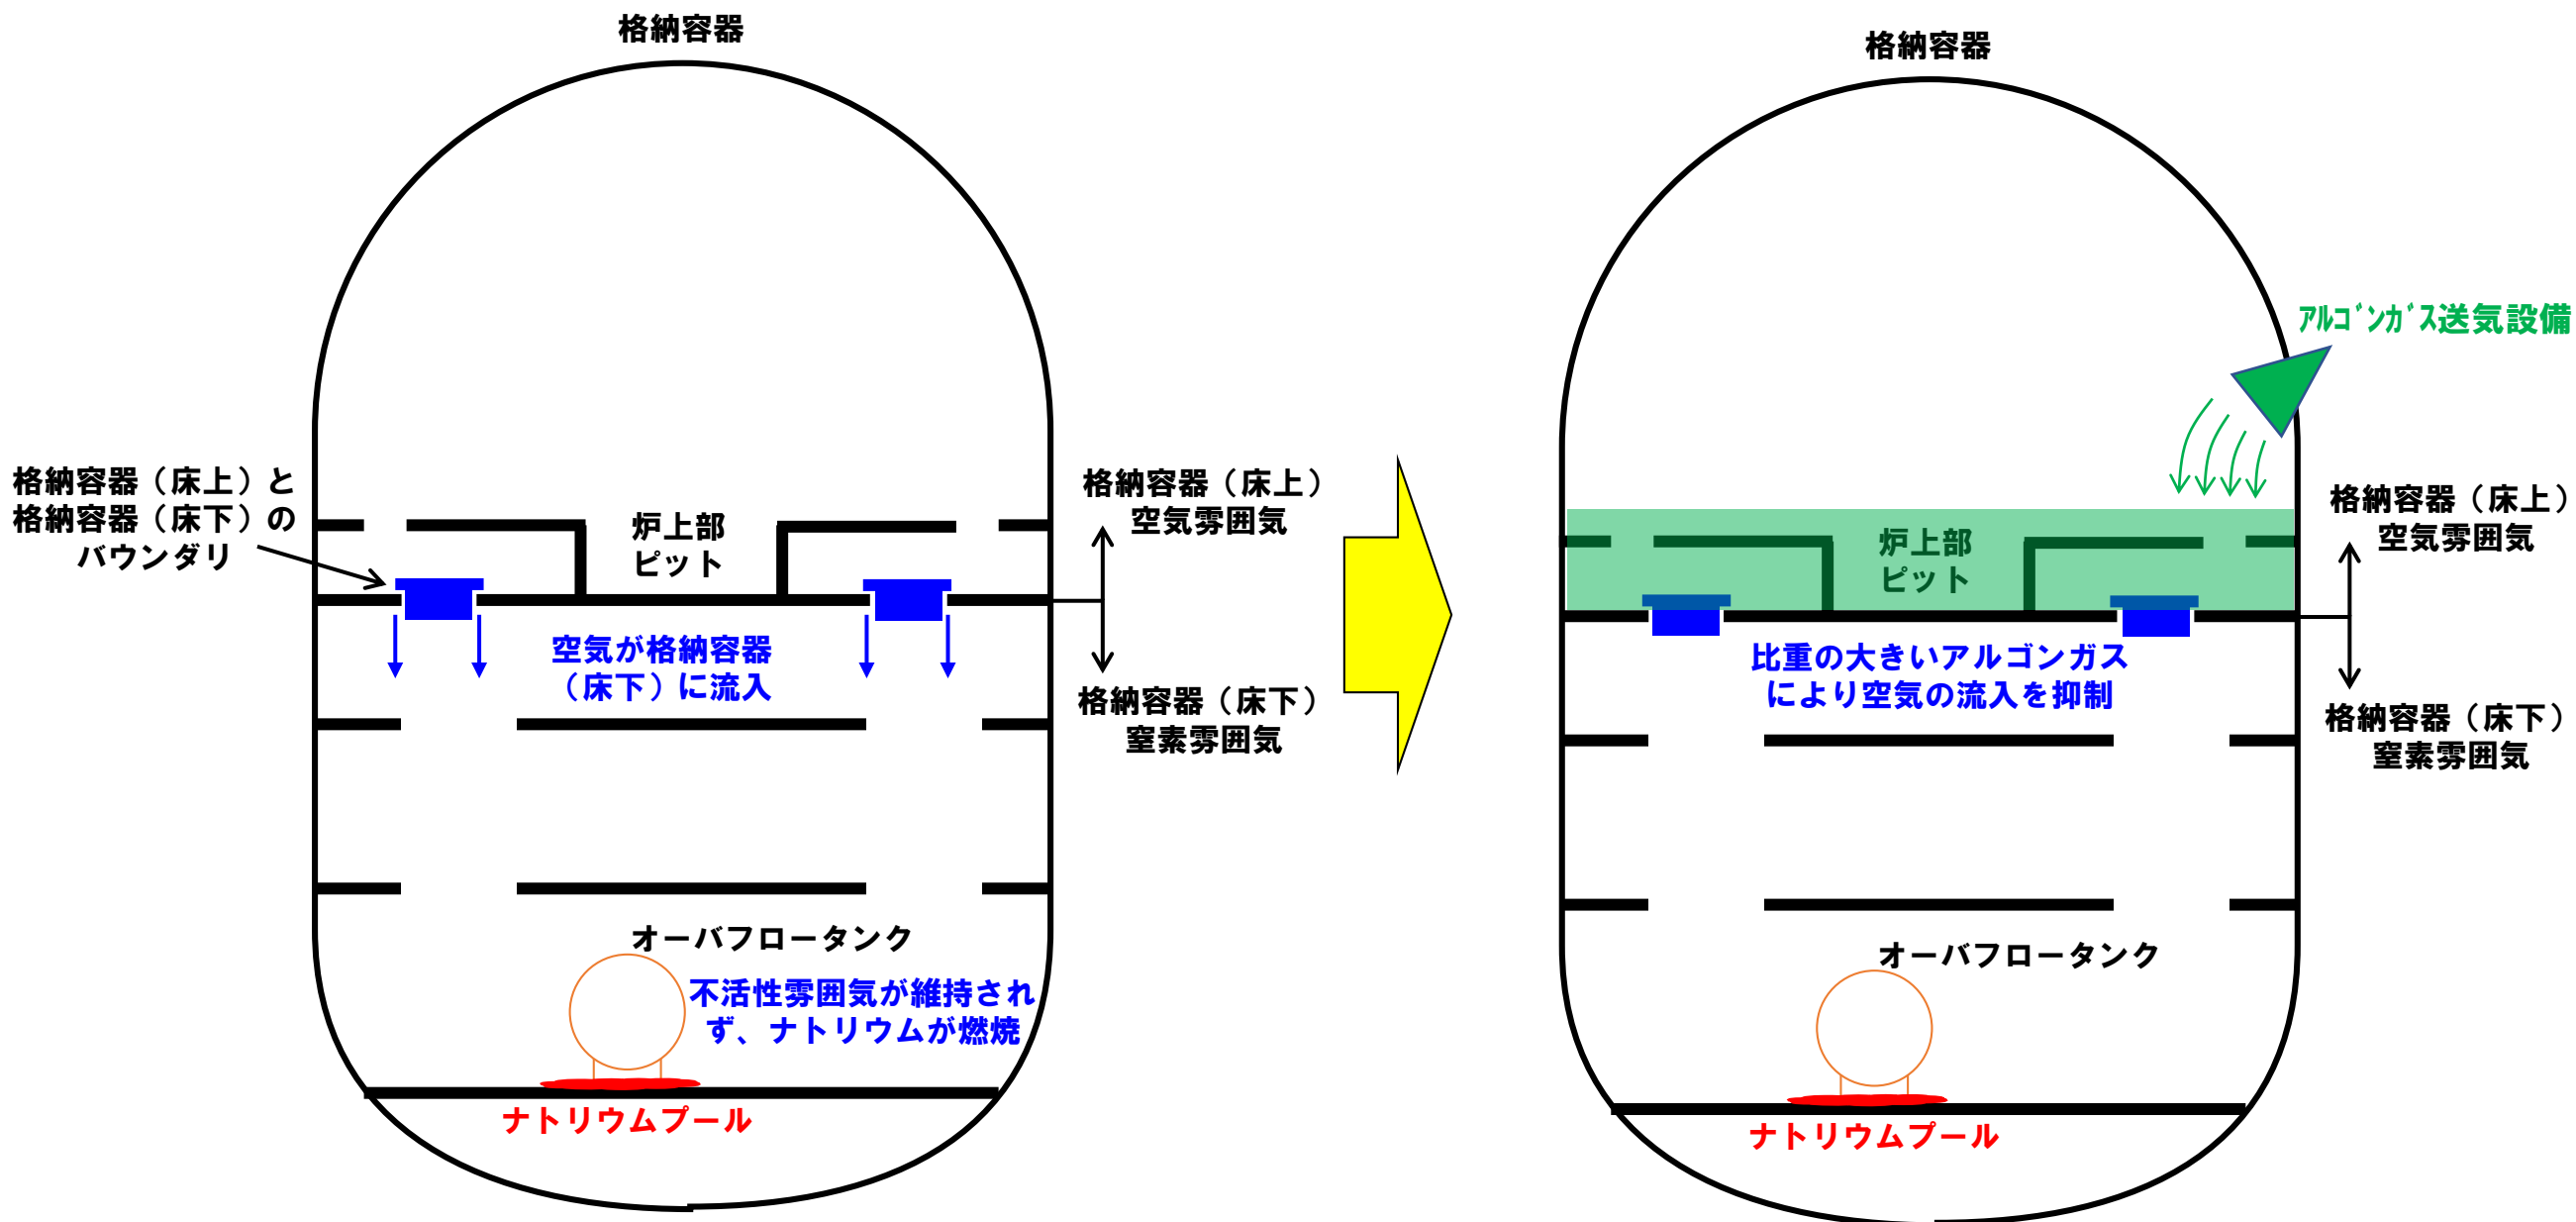 格納容器
格納容器（床上）と
格納容器（床下）の
バウンダリ
炉上部
ピット
格納容器（床上）
空気雰囲気
空気が格納容器
（床下）に流入
格納容器（床下）
窒素雰囲気
オーバフロータンク
不活性雰囲気が維持され
ず、ナトリウムが燃焼
ナトリウムプール
格納容器
ｱﾙｺﾞﾝｶﾞｽ送気設備
炉上部
ピット
格納容器（床上）
空気雰囲気
比重の大きいアルゴンガス
により空気の流入を抑制
格納容器（床下）
窒素雰囲気
オーバフロータンク
ナトリウムプール